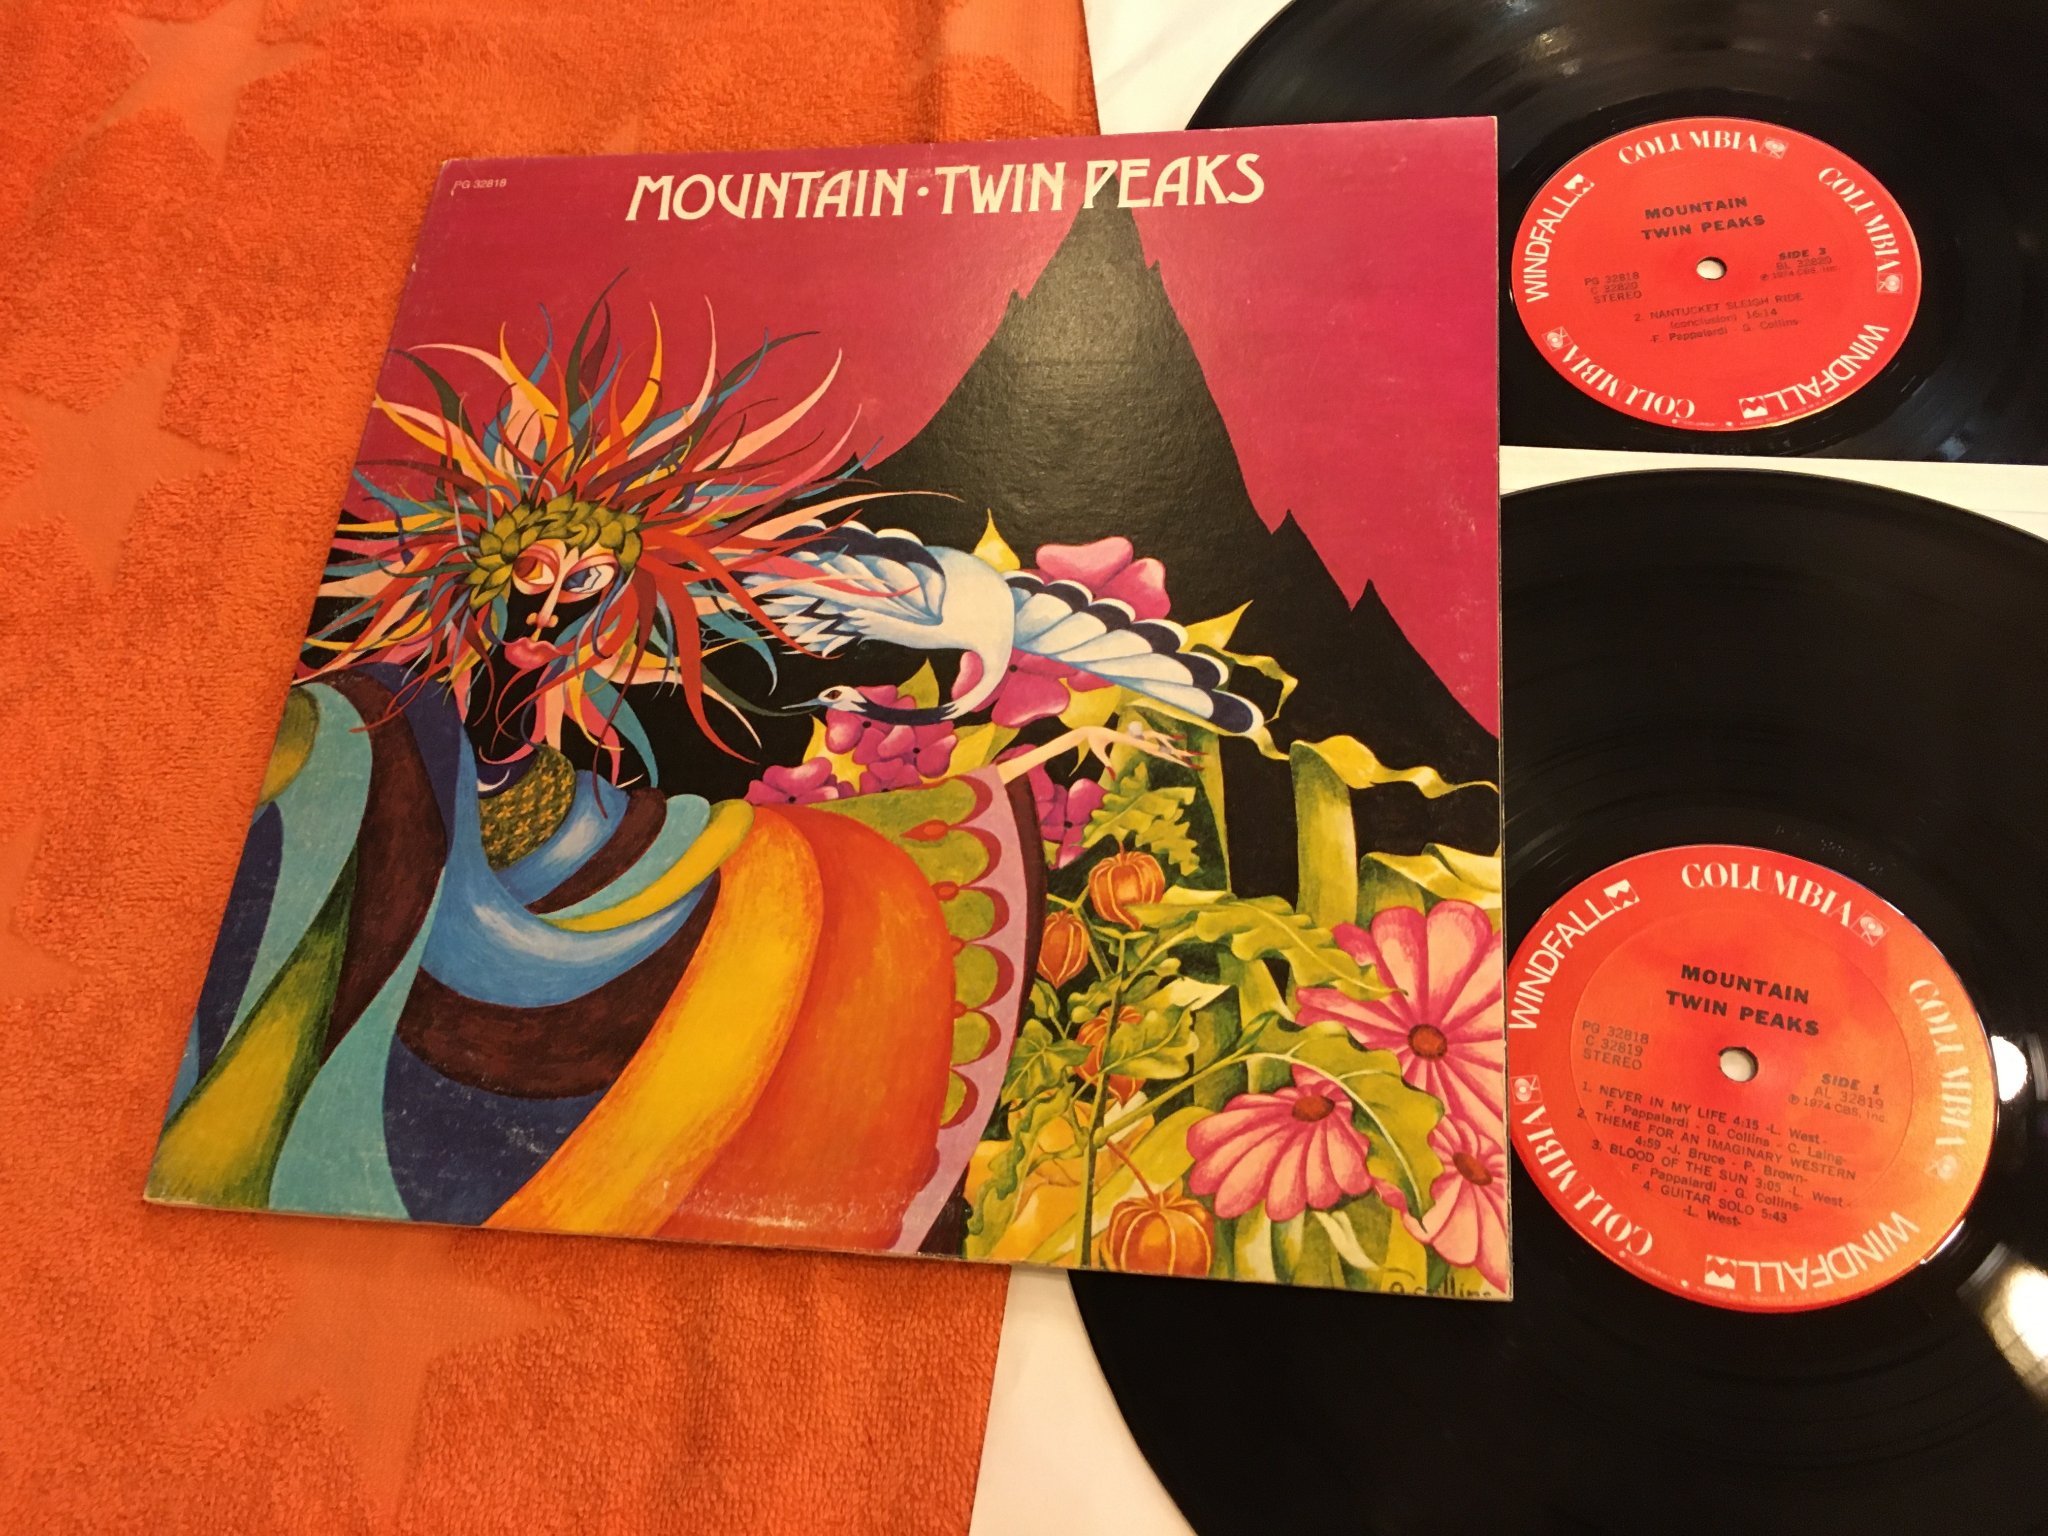 PG 32818
MOUNTAIN · TWIN PEAKS
G. Collins
COLUMBIA
COLUMBIA
WINDFALL
COLUMBIA
WINDFALL
MOUNTAIN
TWIN PEAKS
PG 32818
C 32820
STEREO
SIDE 3
BL 32820
℗ 1974 CBS, Inc.
2. NANTUCKET SLEIGH RIDE
(conclusion) 16:14
-F. Pappalardi - G. Collins-
COLUMBIA
COLUMBIA
WINDFALL
COLUMBIA
WINDFALL
MOUNTAIN
TWIN PEAKS
PG 32818
C 32819
STEREO
SIDE 1
AL 32819
℗ 1974 CBS, Inc.
1. NEVER IN MY LIFE 4:15 -L. West -
F. Pappalardi - G. Collins - C. Laing-
2. THEME FOR AN IMAGINARY WESTERN
4:59 -J. Bruce - P. Brown-
3. BLOOD OF THE SUN 3:05 -L. West -
F. Pappalardi - G. Collins-
4. GUITAR SOLO 5:43
-L. West-